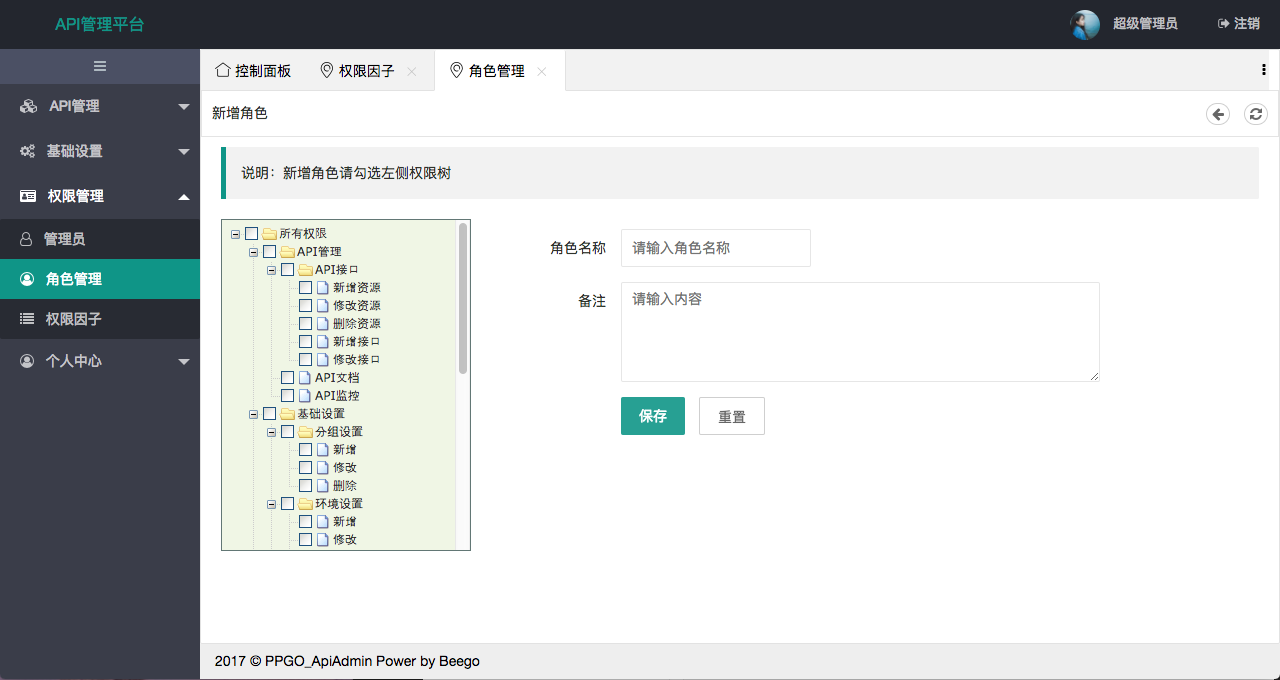 API管理平台
超级管理员
注销
API管理
基础设置
权限管理
管理员
角色管理
权限因子
个人中心
控制面板
权限因子
角色管理
新增角色
说明：新增角色请勾选左侧权限树
所有权限
API管理
API接口
新增资源
修改资源
删除资源
新增接口
修改接口
API文档
API监控
基础设置
分组设置
新增
修改
删除
环境设置
新增
修改
角色名称
请输入角色名称
备注
请输入内容
保存
重置
2017 © PPGO_ApiAdmin Power by Beego